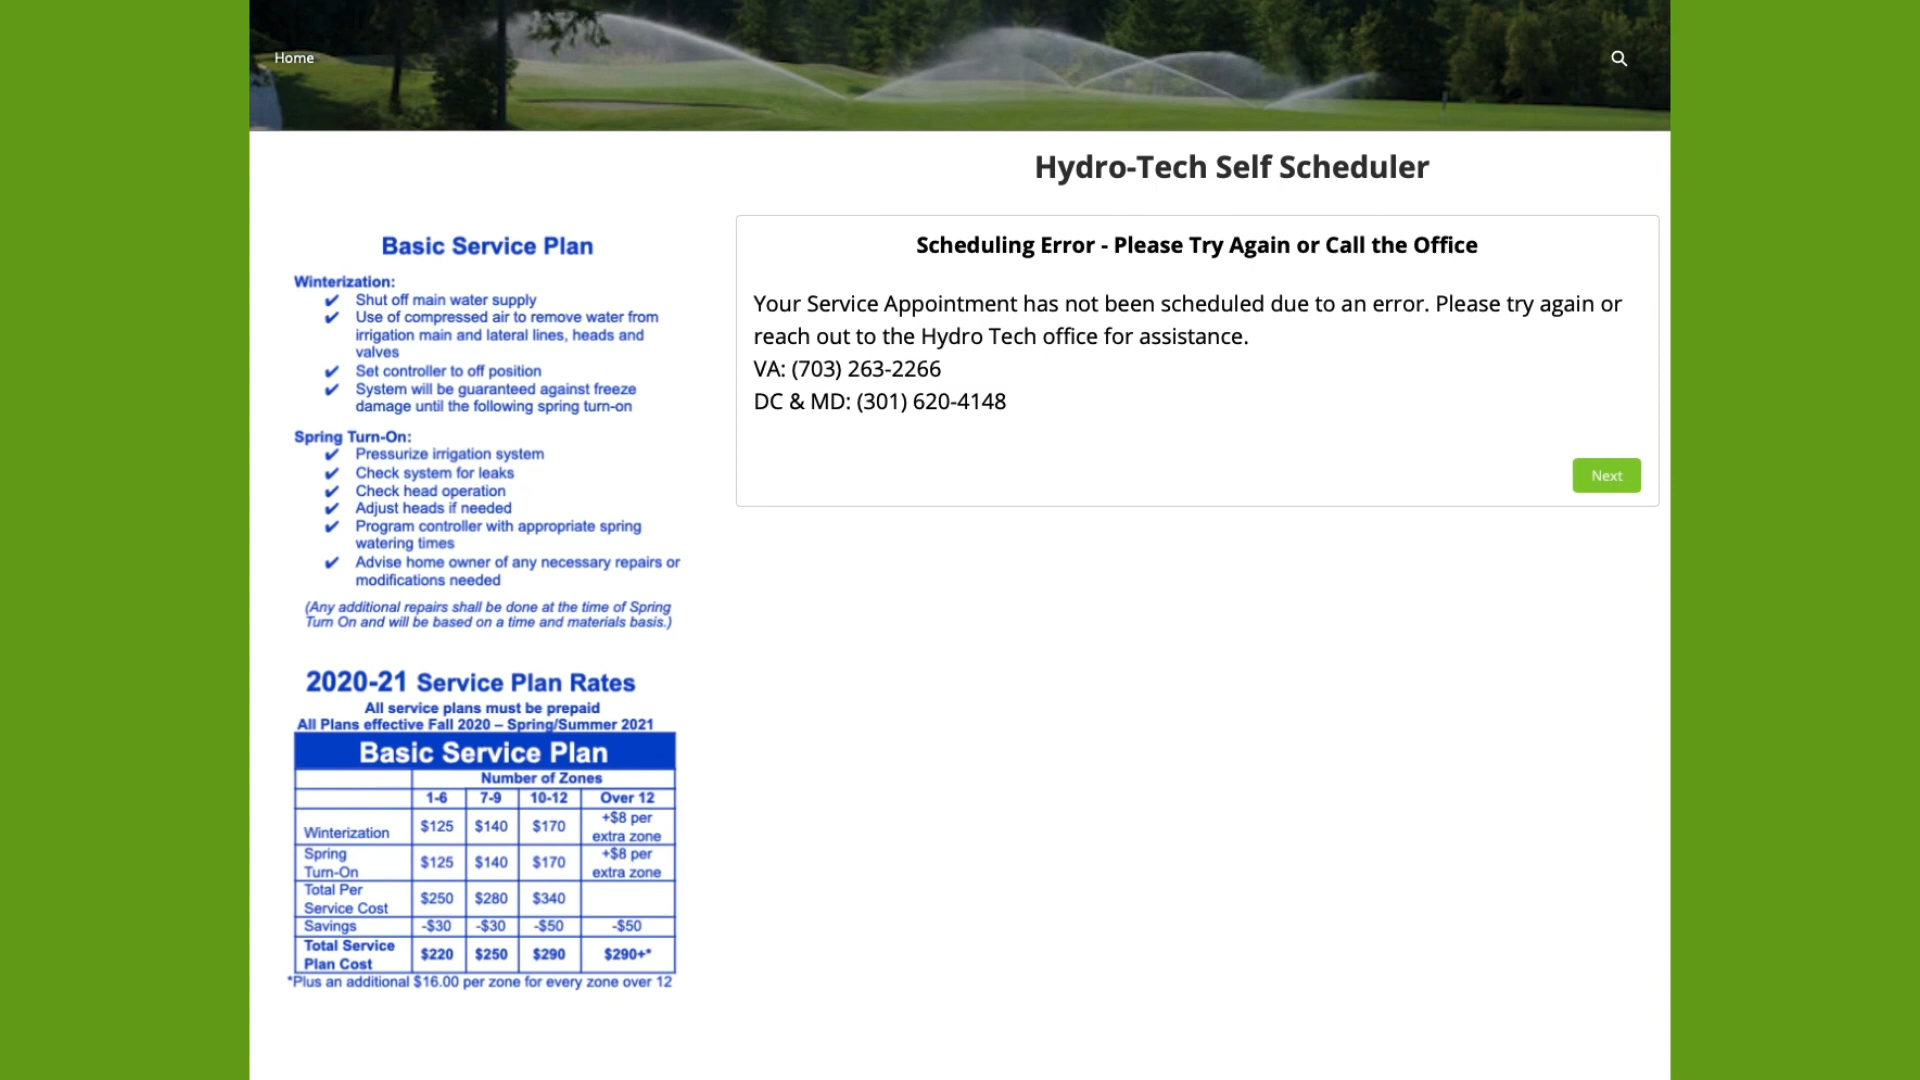 Home
Hydro-Tech Self Scheduler
Basic Service Plan
Winterization:
✔ Shut off main water supply
✔ Use of compressed air to remove water from
irrigation main and lateral lines, heads and
valves
✔ Set controller to off position
✔ System will be guaranteed against freeze
damage until the following spring turn-on
Spring Turn-On:
✔ Pressurize irrigation system
✔ Check system for leaks
✔ Check head operation
✔ Adjust heads if needed
✔ Program controller with appropriate spring
watering times
✔ Advise home owner of any necessary repairs or
modifications needed
(Any additional repairs shall be done at the time of Spring
Turn On and will be based on a time and materials basis.)
2020-21 Service Plan Rates
All service plans must be prepaid
All Plans effective Fall 2020 – Spring/Summer 2021
Basic Service Plan
Number of Zones
1-6 7-9 10-12 Over 12
Winterization $125 $140 $170 +$8 per
extra zone
Spring
Turn-On $125 $140 $170 +$8 per
extra zone
Total Per
Service Cost $250 $280 $340
Savings -$30 -$30 -$50 -$50
Total Service
Plan Cost $220 $250 $290 $290+*
*Plus an additional $16.00 per zone for every zone over 12
Scheduling Error - Please Try Again or Call the Office
Your Service Appointment has not been scheduled due to an error. Please try again or
reach out to the Hydro Tech office for assistance.
VA: (703) 263-2266
DC & MD: (301) 620-4148
Next